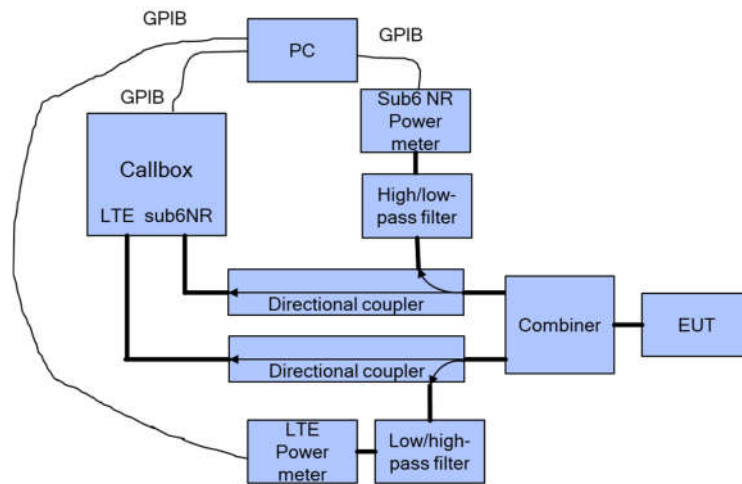 GPIB
PC
GPIB
GPIB
Sub6 NR
Power
meter
Callbox
LTE sub6NR
High/low-
pass filter
Directional coupler
Combiner
EUT
Directional coupler
LTE
Power
meter
Low/high-
pass filter